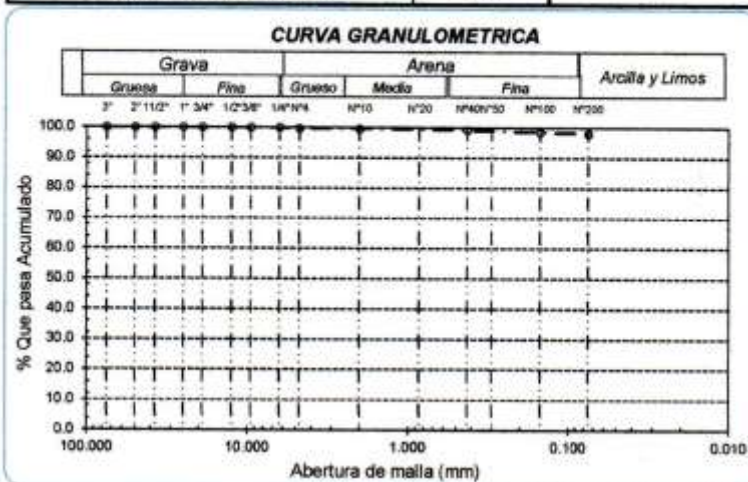 CURVA GRANULOMETRICA
Grava Arena Arcilla y Limos
Gruesa Fina Grueso Media Fina
3" 2" 11/2" 1" 3/4" 1/2" 3/8" 1/4" Nº4 Nº10 Nº20 Nº40 Nº50 Nº100 Nº200
100.0
90.0
80.0
70.0
60.0
50.0
40.0
30.0
20.0
10.0
0.0
% Que pasa Acumulado
100.000 10.000 1.000 0.100 0.010
Abertura de malla (mm)